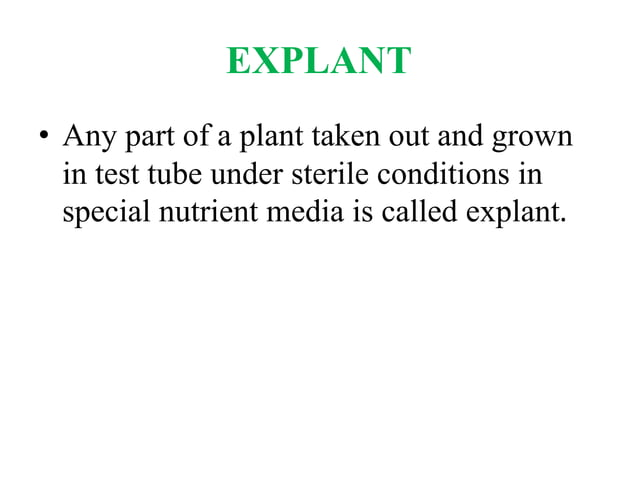 EXPLANT
• Any part of a plant taken out and grown
in test tube under sterile conditions in
special nutrient media is called explant.